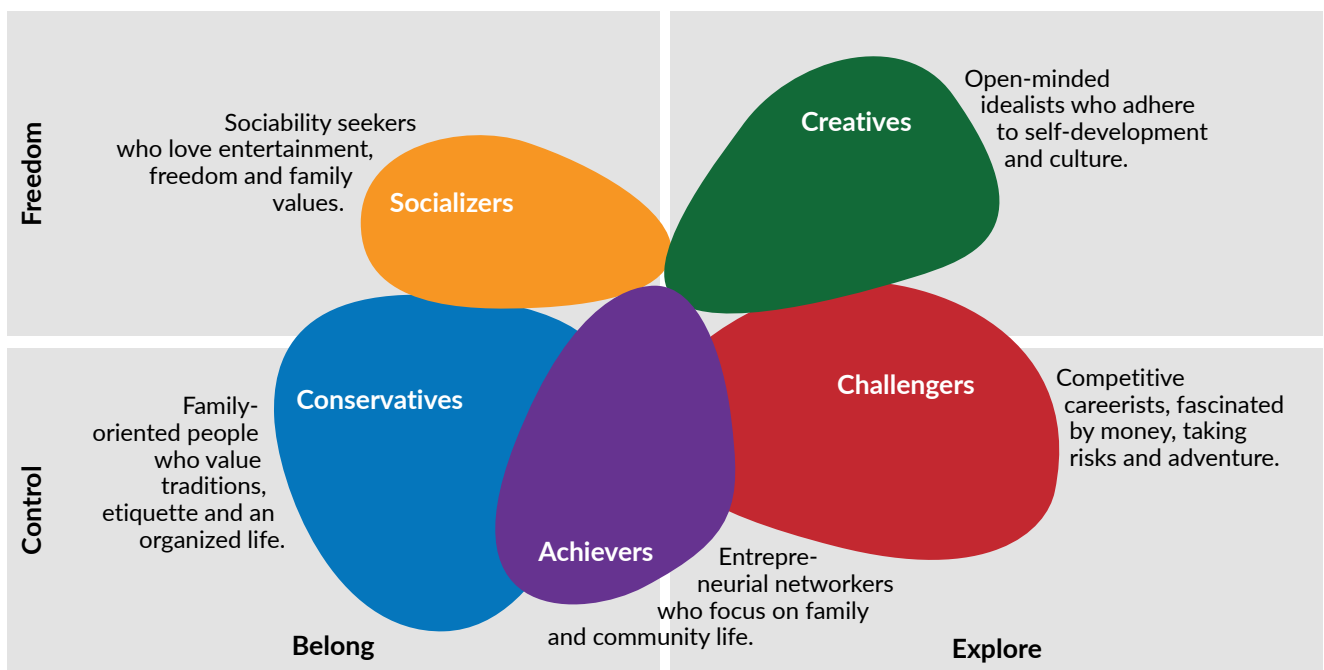 Freedom
Sociability seekers
who love entertainment,
freedom and family
values.
Socializers
Creatives
Open-minded
idealists who adhere
to self-development
and culture.
Control
Family-
oriented people
who value
traditions,
etiquette and an
organized life.
Conservatives
Challengers
Competitive
careerists, fascinated
by money, taking
risks and adventure.
Achievers
Entrepre-
neurial networkers
who focus on family
and community life.
Belong
Explore